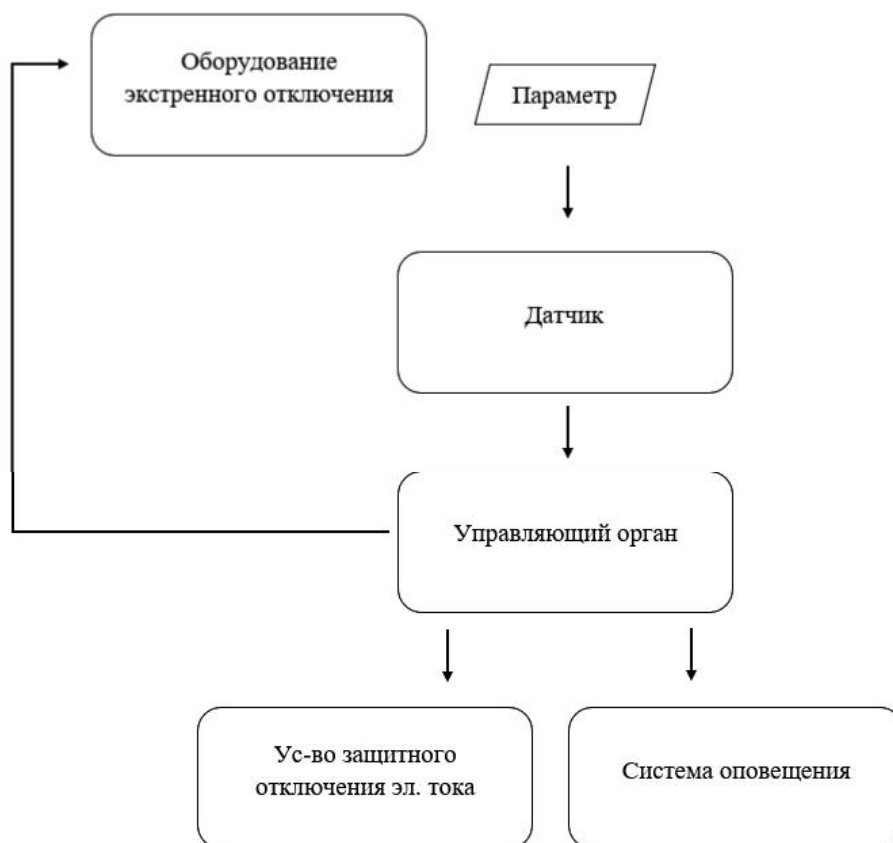 Оборудование
экстренного отключения
Параметр
Датчик
Управляющий орган
Ус-во защитного
отключения эл. тока
Система оповещения